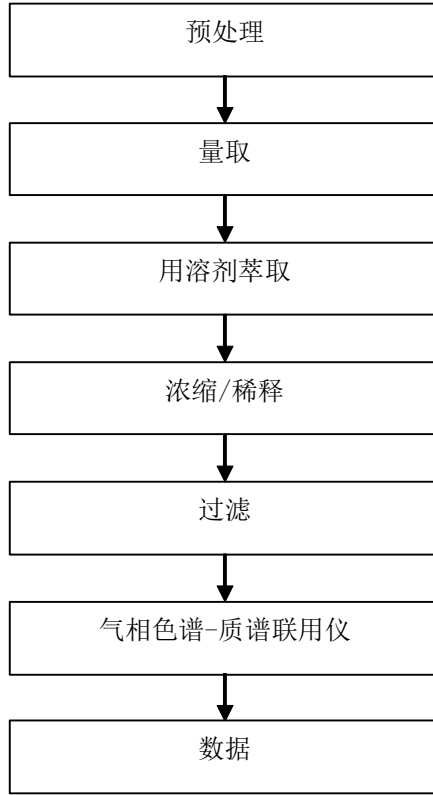 预处理
量取
用溶剂萃取
浓缩/稀释
过滤
气相色谱-质谱联用仪
数据